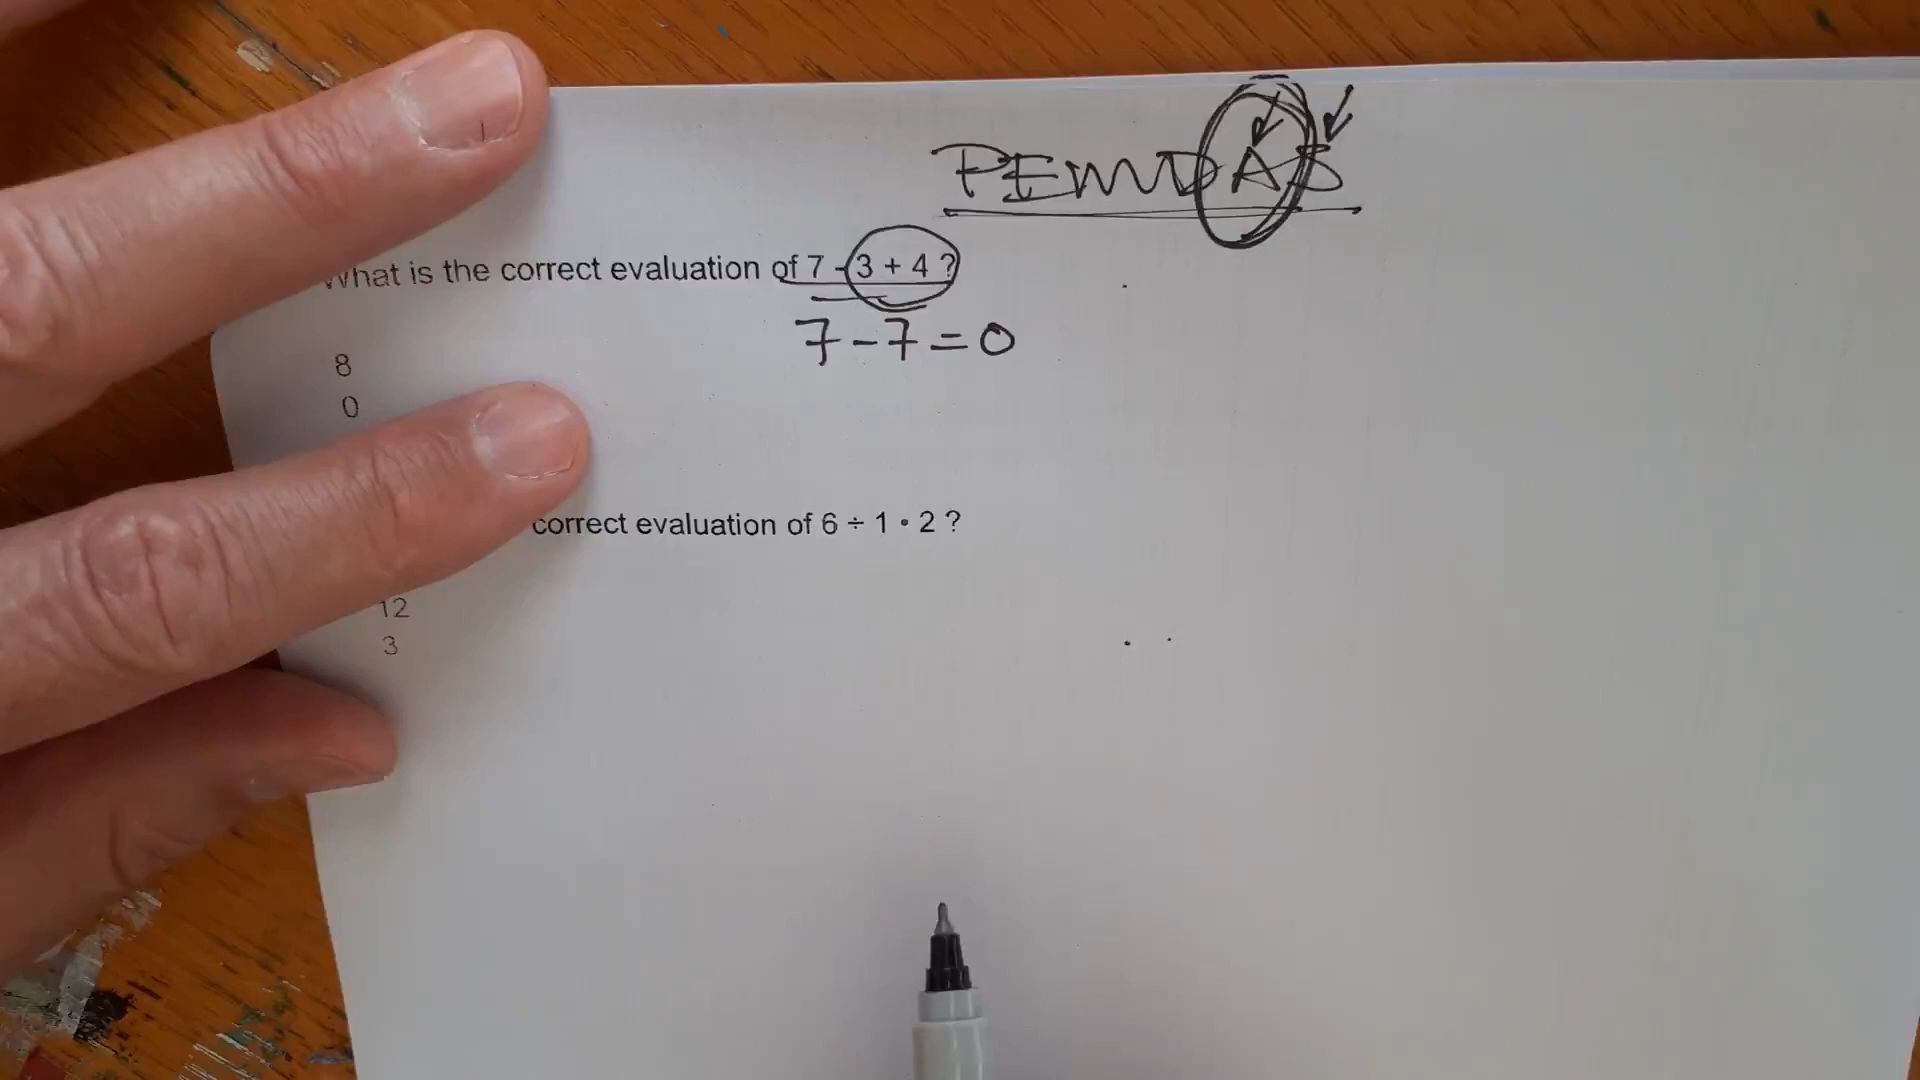 PEMDAS
What is the correct evaluation of 7 - 3 + 4 ?
7 - 7 = 0
8
0
correct evaluation of 6 ÷ 1 • 2 ?
12
3